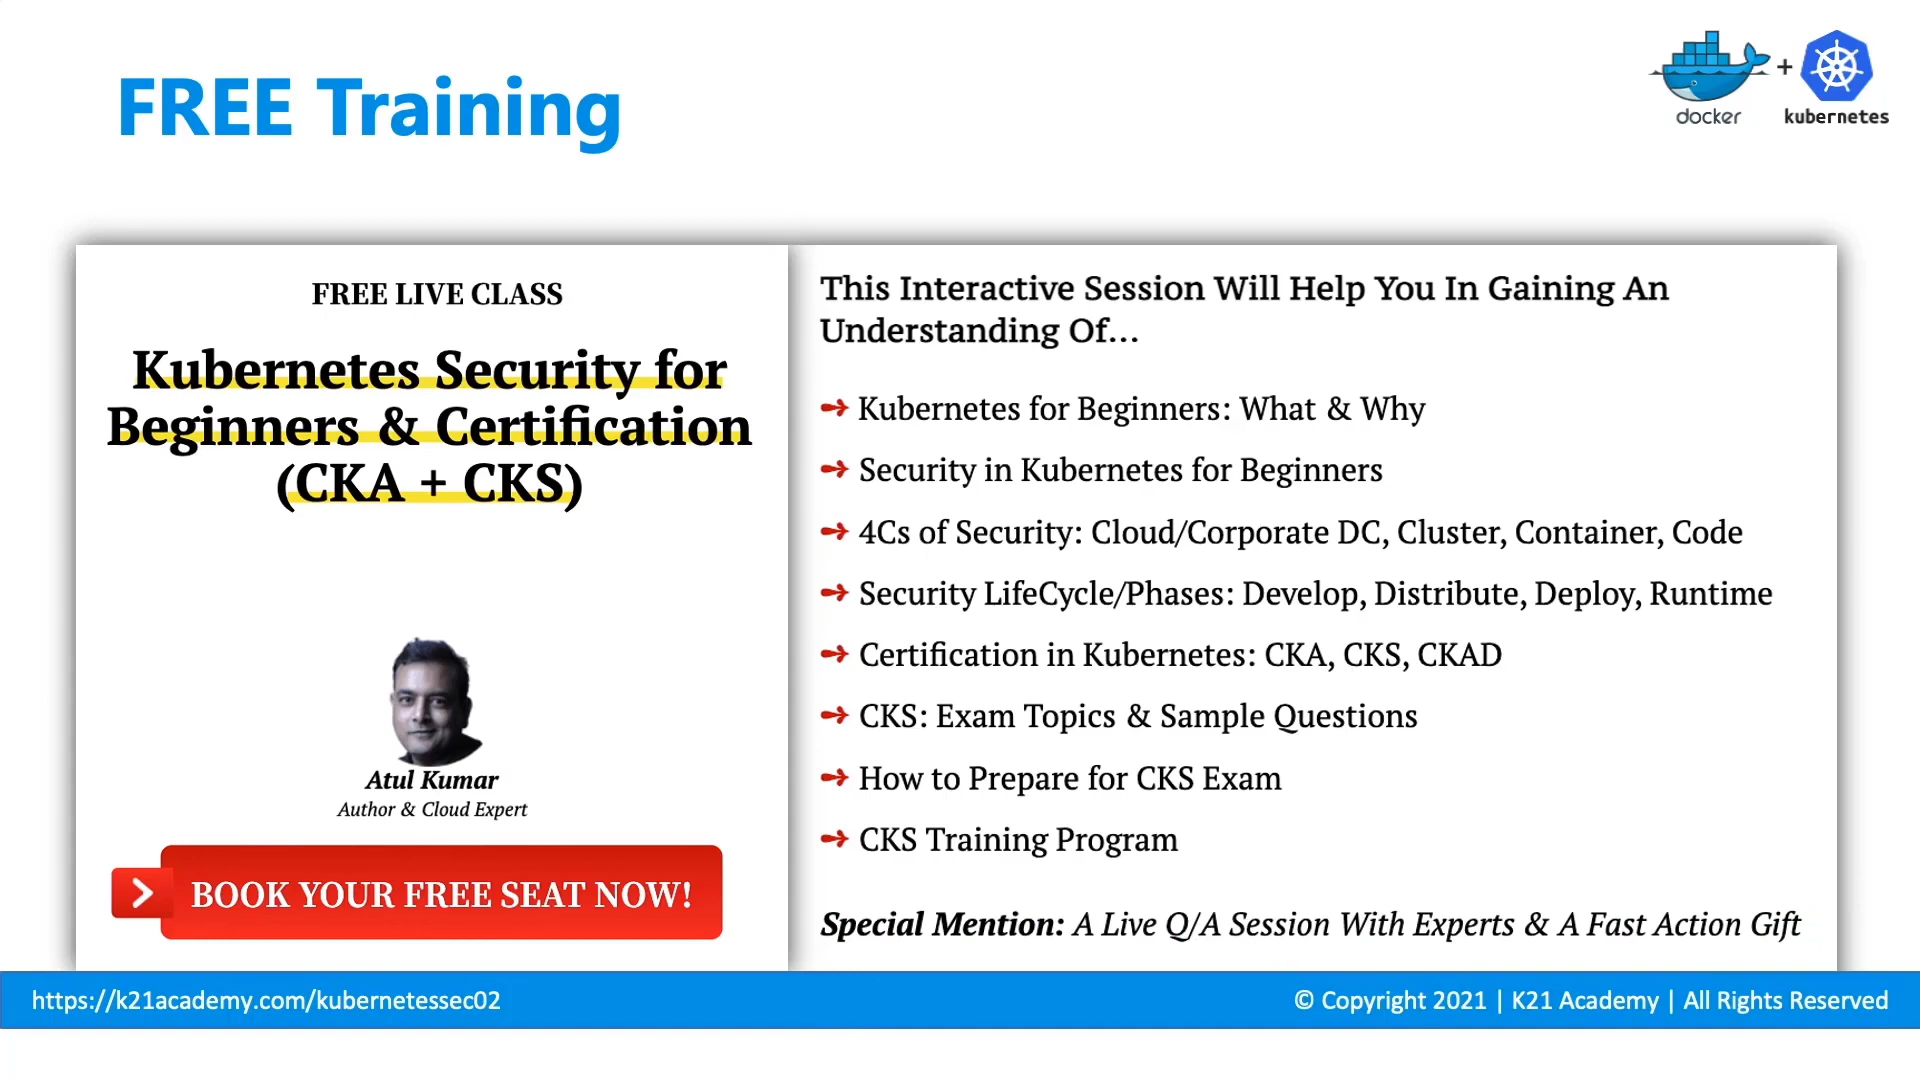 FREE Training
docker + kubernetes
FREE LIVE CLASS
Kubernetes Security for
Beginners & Certification
(CKA + CKS)
Atul Kumar
Author & Cloud Expert
BOOK YOUR FREE SEAT NOW!
This Interactive Session Will Help You In Gaining An
Understanding Of...
Kubernetes for Beginners: What & Why
Security in Kubernetes for Beginners
4Cs of Security: Cloud/Corporate DC, Cluster, Container, Code
Security LifeCycle/Phases: Develop, Distribute, Deploy, Runtime
Certification in Kubernetes: CKA, CKS, CKAD
CKS: Exam Topics & Sample Questions
How to Prepare for CKS Exam
CKS Training Program
Special Mention: A Live Q/A Session With Experts & A Fast Action Gift
https://k21academy.com/kubernetessec02
© Copyright 2021 | K21 Academy | All Rights Reserved